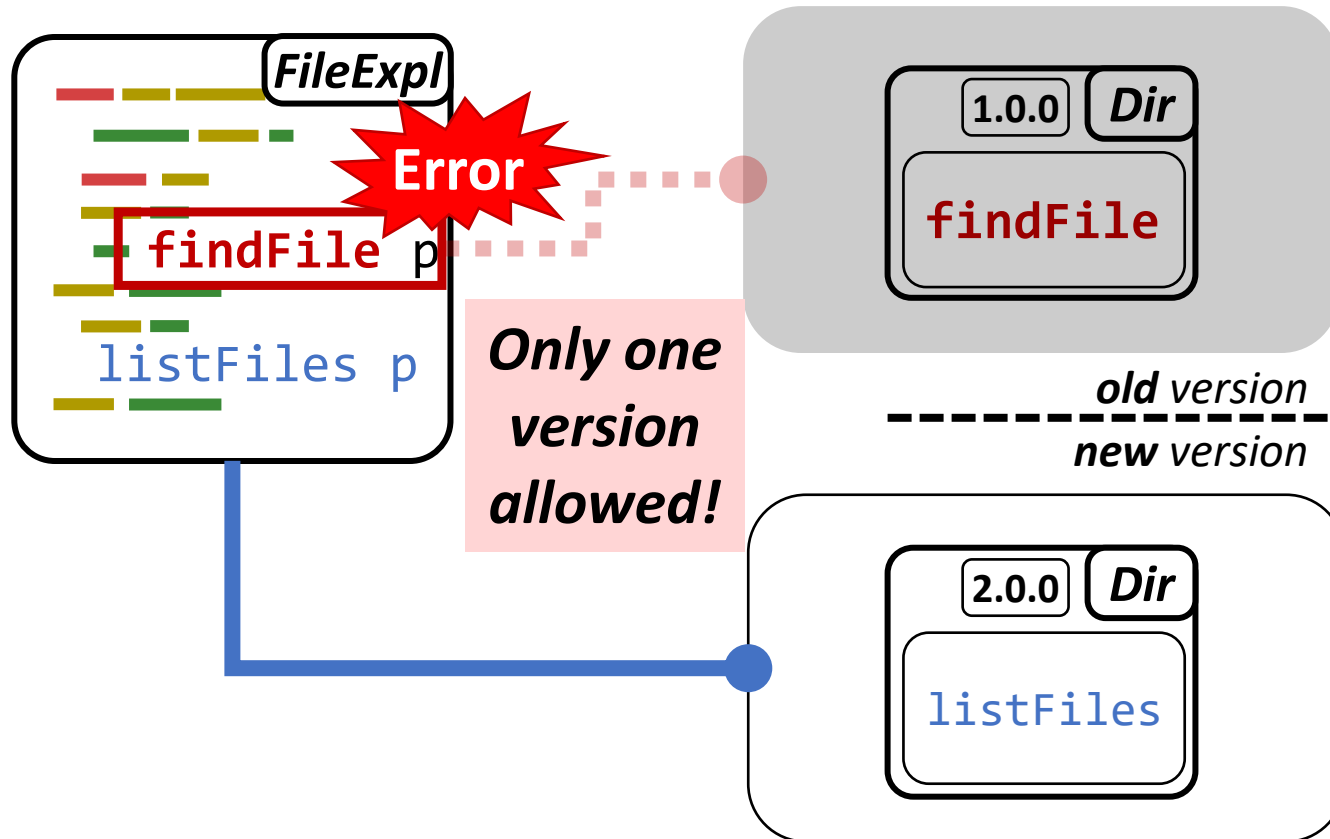 FileExpl
Error
findFile p
listFiles p
Only one
version
allowed!
1.0.0
Dir
findFile
old version
new version
2.0.0
Dir
listFiles